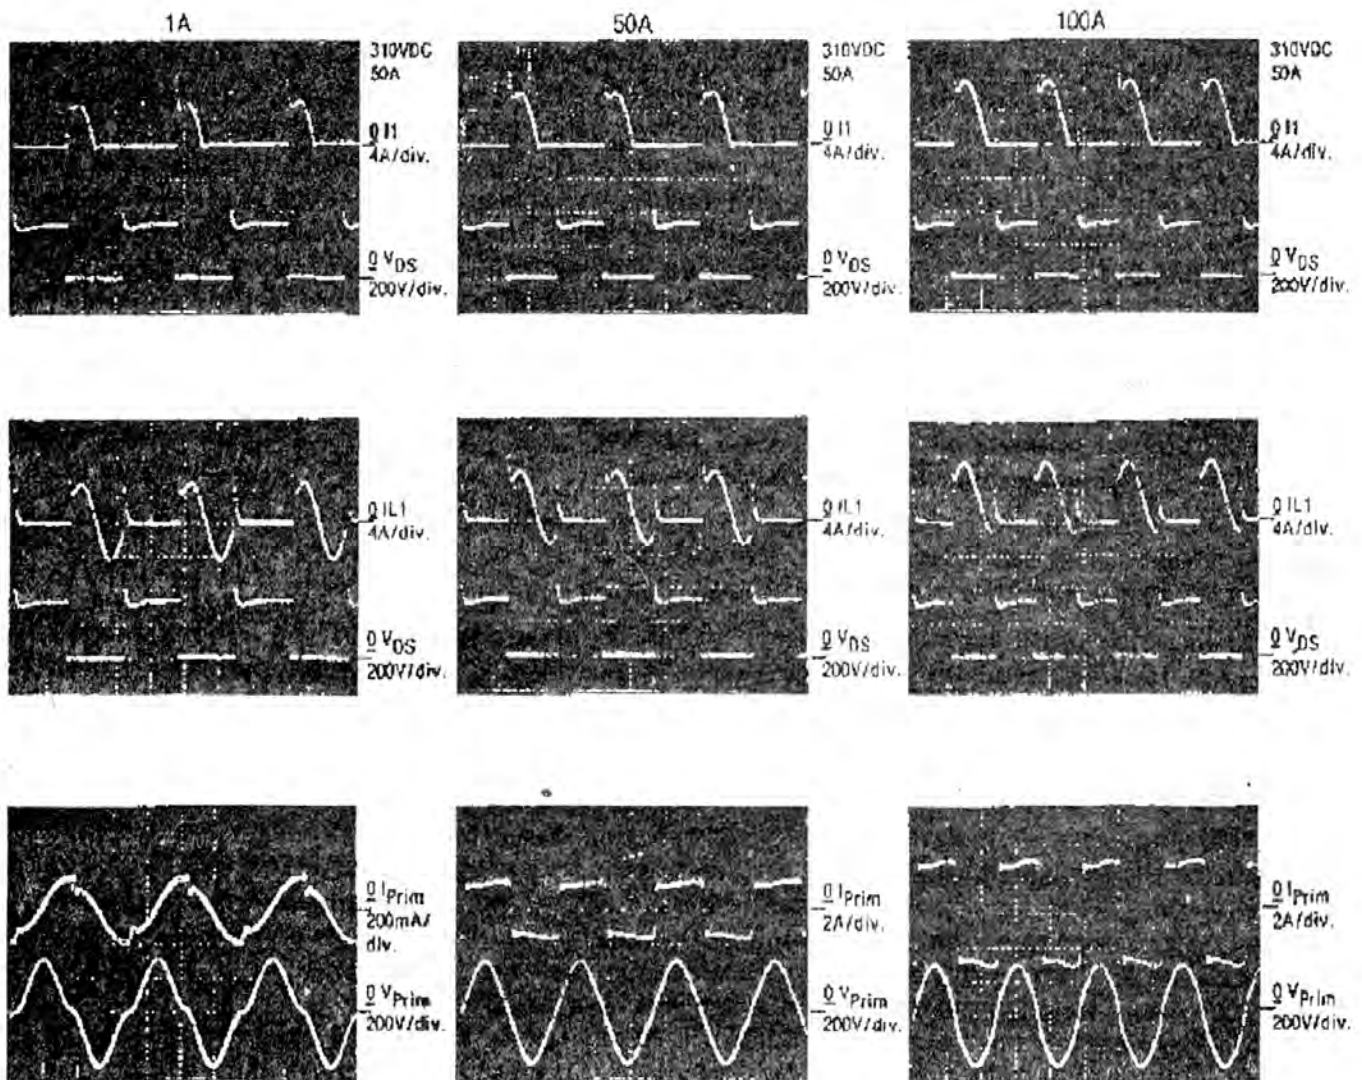 1A
50A
100A
310VDC
50A
0 I1
4A/div.
0 VDS
200V/div.
310VDC
50A
0 I1
4A/div.
0 VDS
200V/div.
310VDC
50A
0 I1
4A/div.
0 VDS
200V/div.
0 IL1
4A/div.
0 VDS
200V/div.
0 IL1
4A/div.
0 VDS
200V/div.
0 IL1
4A/div.
0 VDS
200V/div.
0 IPrim
200mA/
div.
0 VPrim
200V/div.
0 IPrim
2A/div.
0 VPrim
200V/div.
0 IPrim
2A/div.
0 VPrim
200V/div.